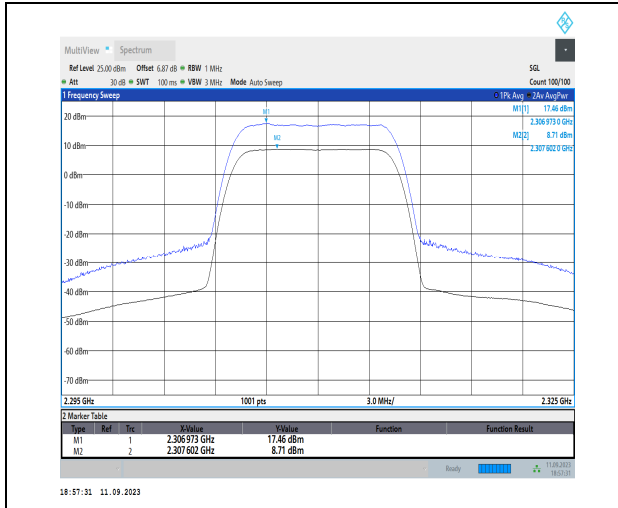 MultiView Spectrum
Ref Level 25.00 dBm Offset 6.87 dB RBW 1 MHz SGL
Att 30 dB SWT 100 ms VBW 3 MHz Mode Auto Sweep Count 100/100
1 Frequency Sweep 1Pk Avg 2Av AvgPwr
M1[1] 17.46 dBm
2.306 973 0 GHz
M2[2] 8.71 dBm
2.307 602 0 GHz
M1
M2
20 dBm
10 dBm
0 dBm
-10 dBm
-20 dBm
-30 dBm
-40 dBm
-50 dBm
-60 dBm
-70 dBm
2.295 GHz 1001 pts 3.0 MHz/ 2.325 GHz
2 Marker Table
Type Ref Trc X-Value Y-Value Function Function Result
M1 1 2.306973 GHz 17.46 dBm
M2 2 2.307602 GHz 8.71 dBm
Ready 11.09.2023
18:57:31
18:57:31 11.09.2023